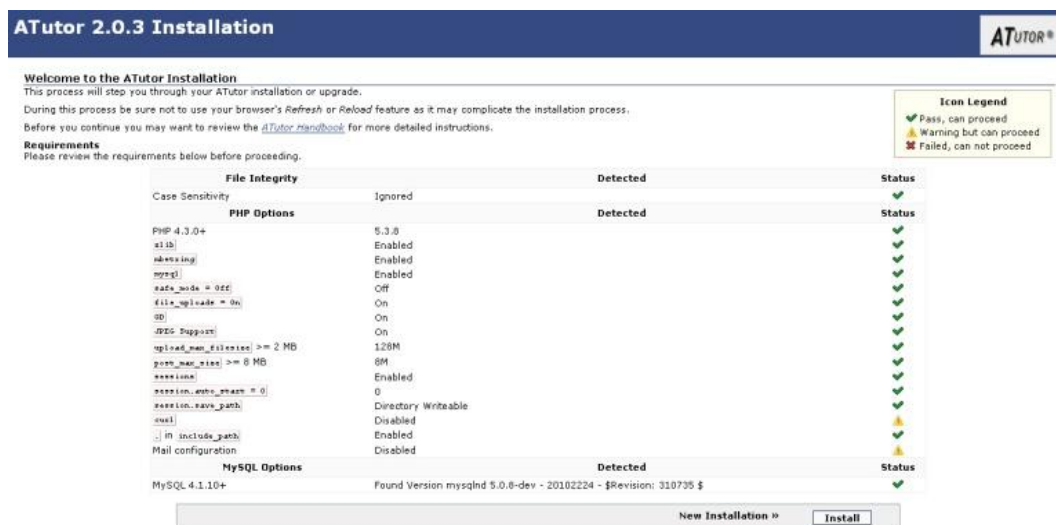 ATutor 2.0.3 Installation
ATUTOR®
Welcome to the ATutor Installation
This process will step you through your ATutor installation or upgrade.
During this process be sure not to use your browser's Refresh or Reload feature as it may complicate the installation process.
Before you continue you may want to review the ATutor Handbook for more detailed instructions.
Icon Legend
Pass, can proceed
Warning but can proceed
Failed, can not proceed
Requirements
Please review the requirements below before proceeding.
File Integrity Detected Status
Case Sensitivity Ignored
PHP Options Detected Status
PHP 4.3.0+ 5.3.8
zlib Enabled
mbstring Enabled
mysql Enabled
safe_mode = Off Off
file_uploads = On On
GD On
JPEG Support On
upload_max_filesize >= 2 MB 128M
post_max_size >= 8 MB 8M
sessions Enabled
session.auto_start = 0 0
session.save_path Directory Writeable
curl Disabled
. in include_path Enabled
Mail configuration Disabled
MySQL Options Detected Status
MySQL 4.1.10+ Found Version mysqlnd 5.0.8-dev - 20102224 - $Revision: 310735 $
New Installation » Install